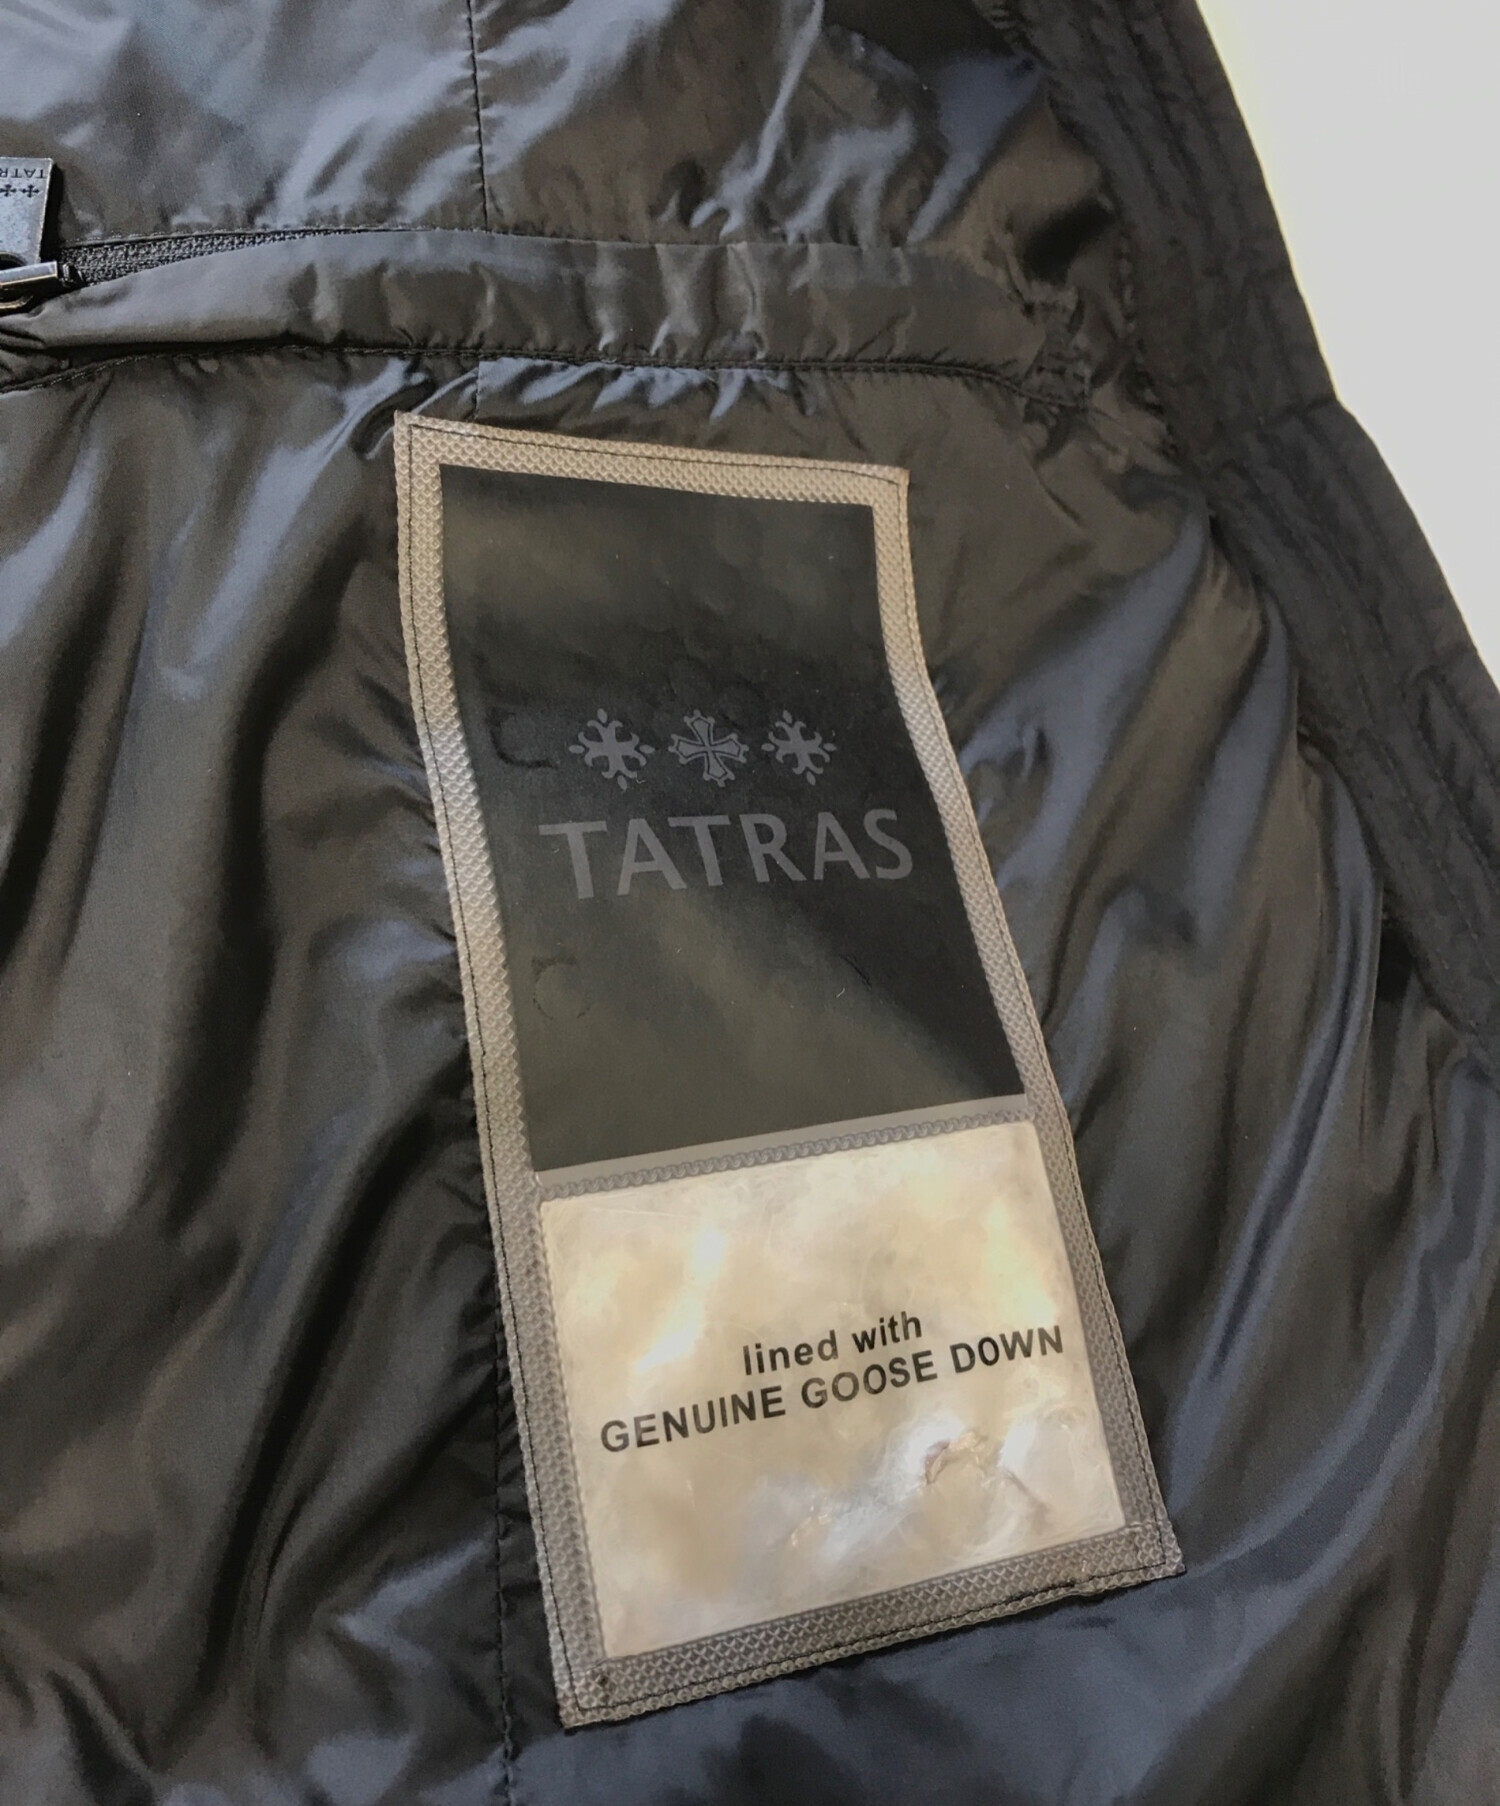 TATRAS
lined with
GENUINE GOOSE DOWN